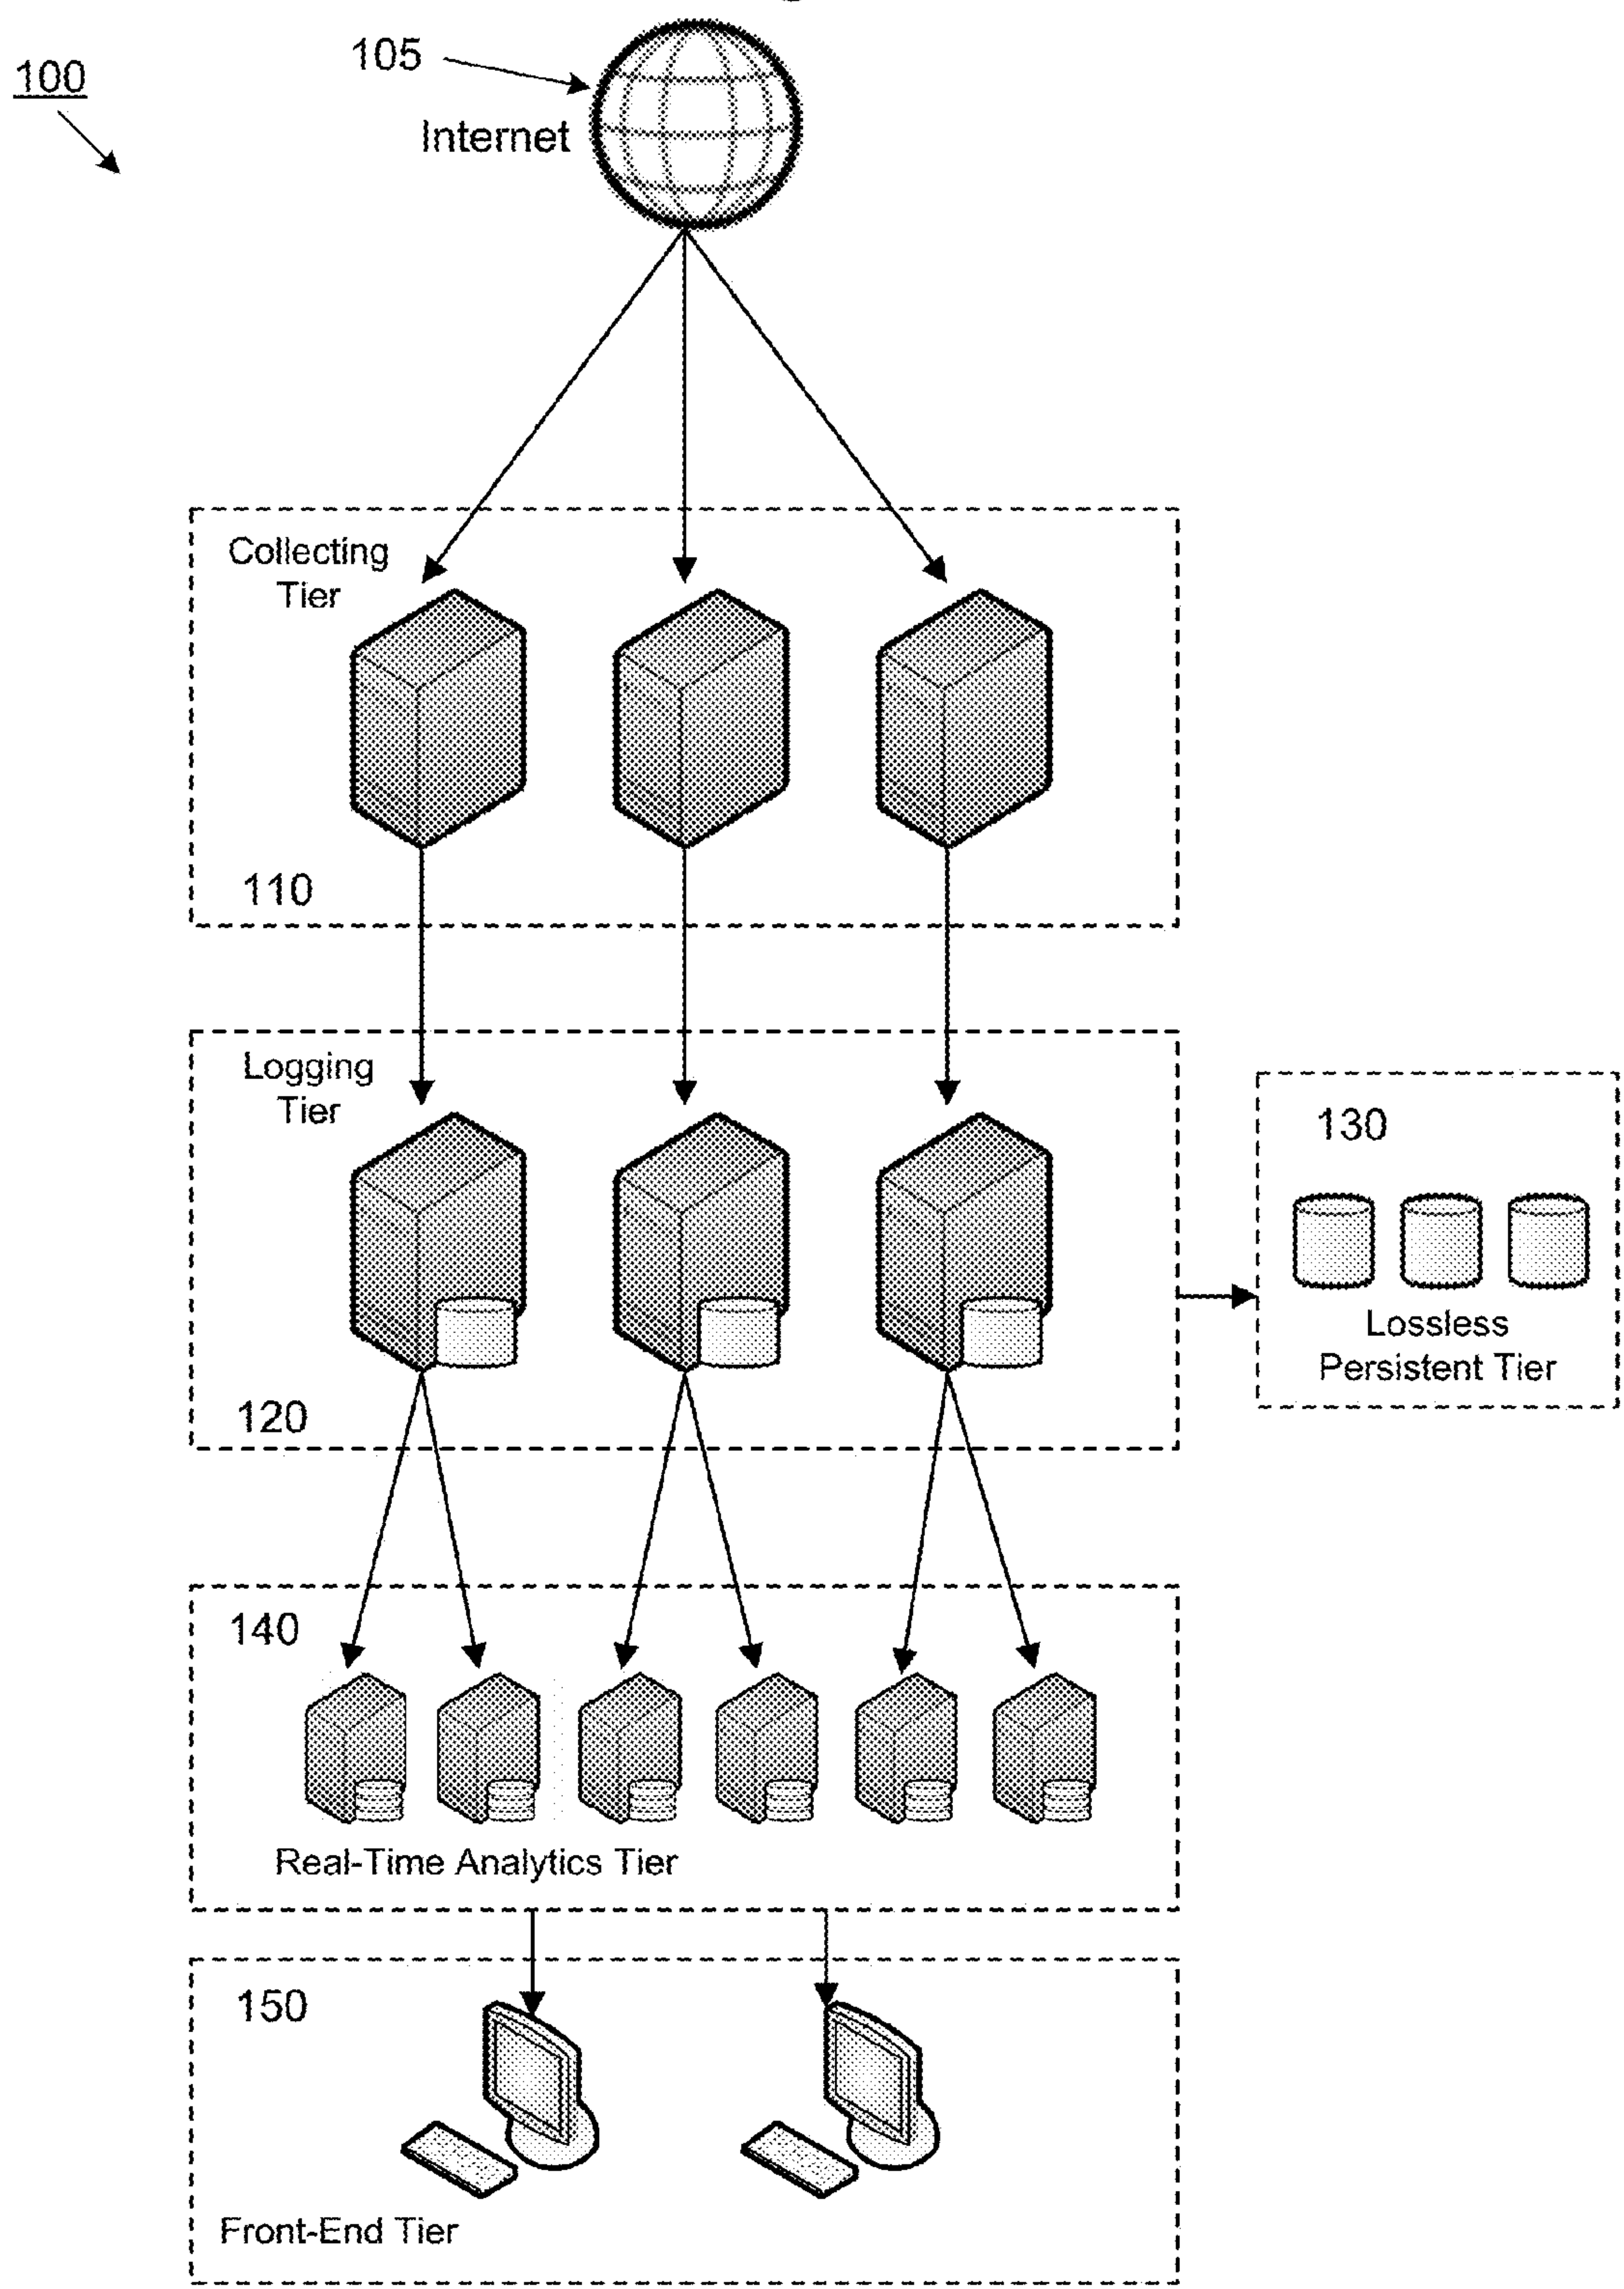 100
105
Internet
Collecting
Tier
110
Logging
Tier
120
130
Lossless
Persistent Tier
140
Real-Time Analytics Tier
150
Front-End Tier